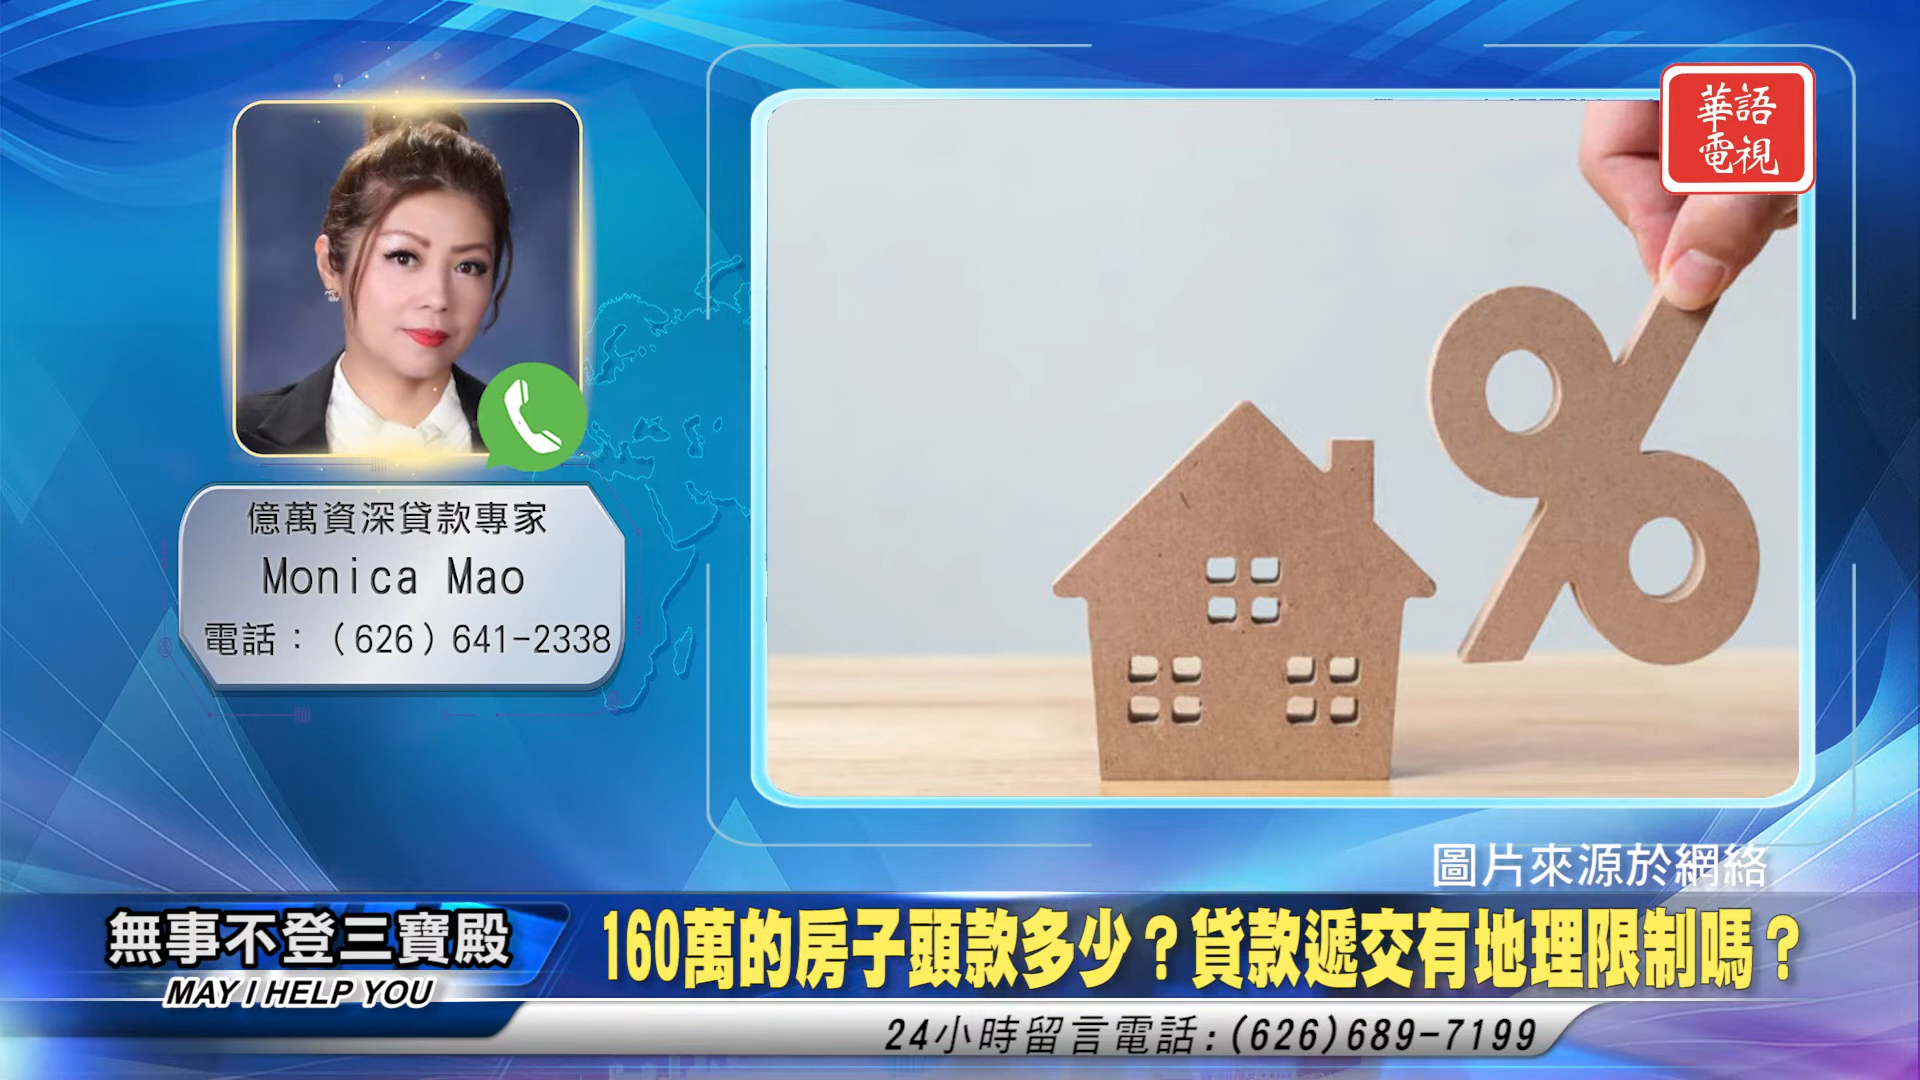 華語
電視
億萬資深貸款專家
Monica Mao
電話：（626）641-2338
圖片來源於網絡
無事不登三寶殿
MAY I HELP YOU
160萬的房子頭款多少？貸款遞交有地理限制嗎？
24小時留言電話:(626)689-7199